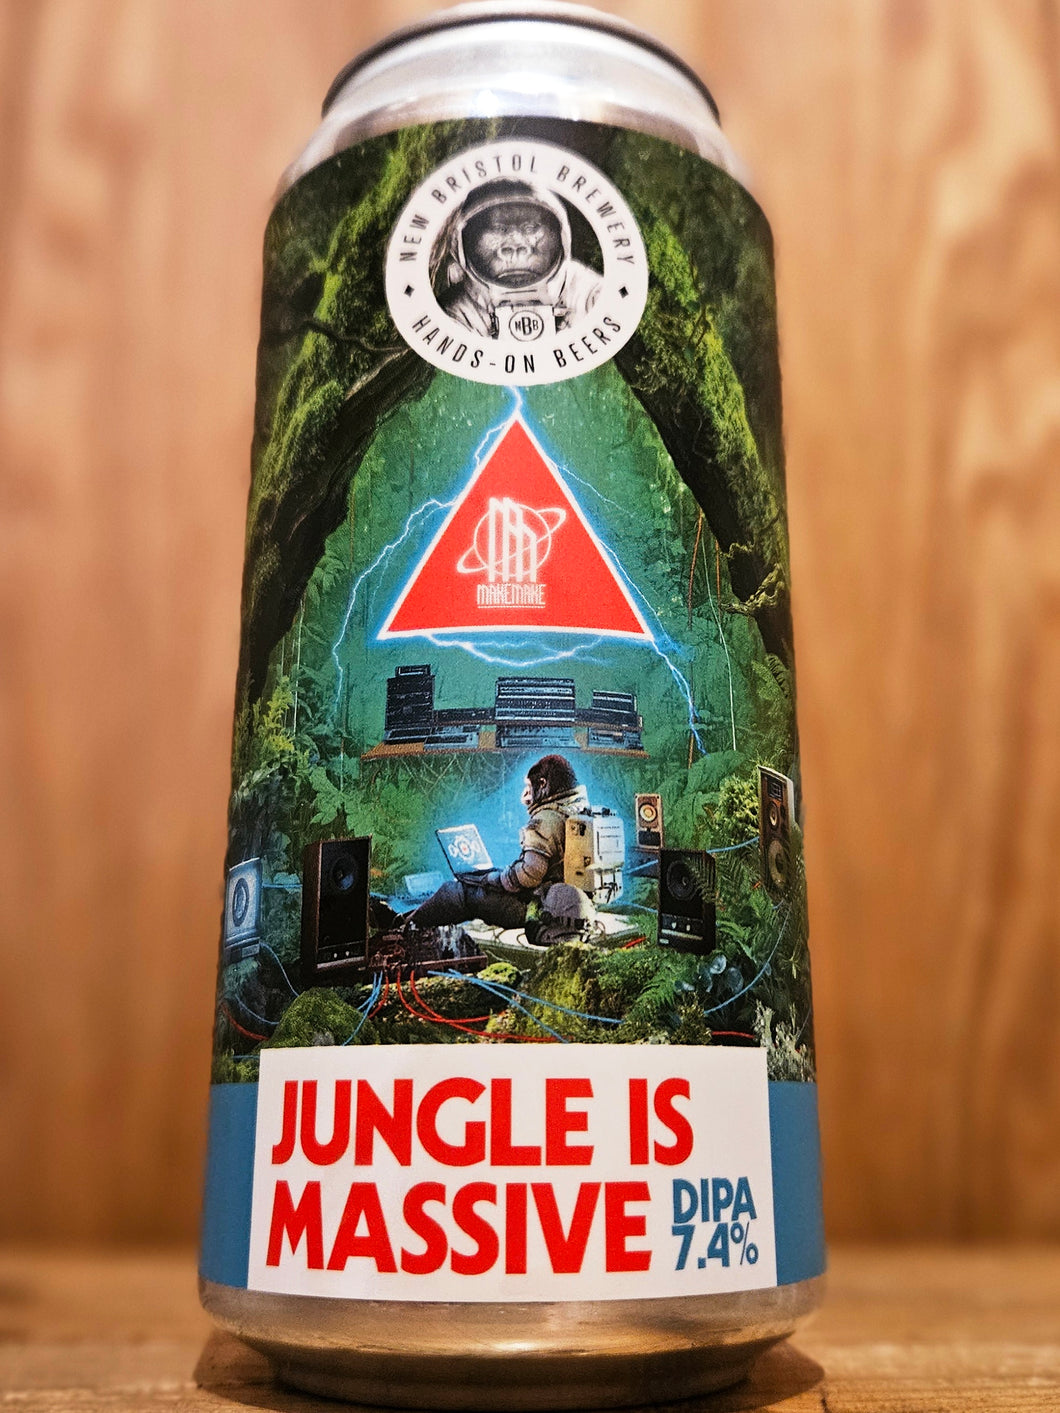 NEW BRISTOL BREWERY
NBB
HANDS-ON BEERS
MAKEMAKE
JUNGLE IS
MASSIVE
DIPA
7.4%